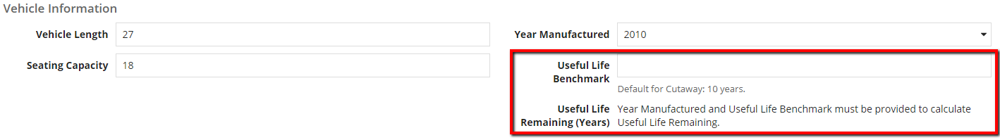 Vehicle Information
Vehicle Length 27
Year Manufactured 2010
Seating Capacity 18
Useful Life
Benchmark
Default for Cutaway: 10 years.
Useful Life Year Manufactured and Useful Life Benchmark must be provided to calculate
Remaining (Years) Useful Life Remaining.